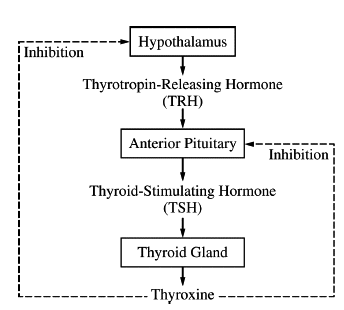 Hypothalamus
Inhibition
Thyrotropin-Releasing Hormone
(TRH)
Anterior Pituitary
Inhibition
Thyroid-Stimulating Hormone
(TSH)
Thyroid Gland
Thyroxine